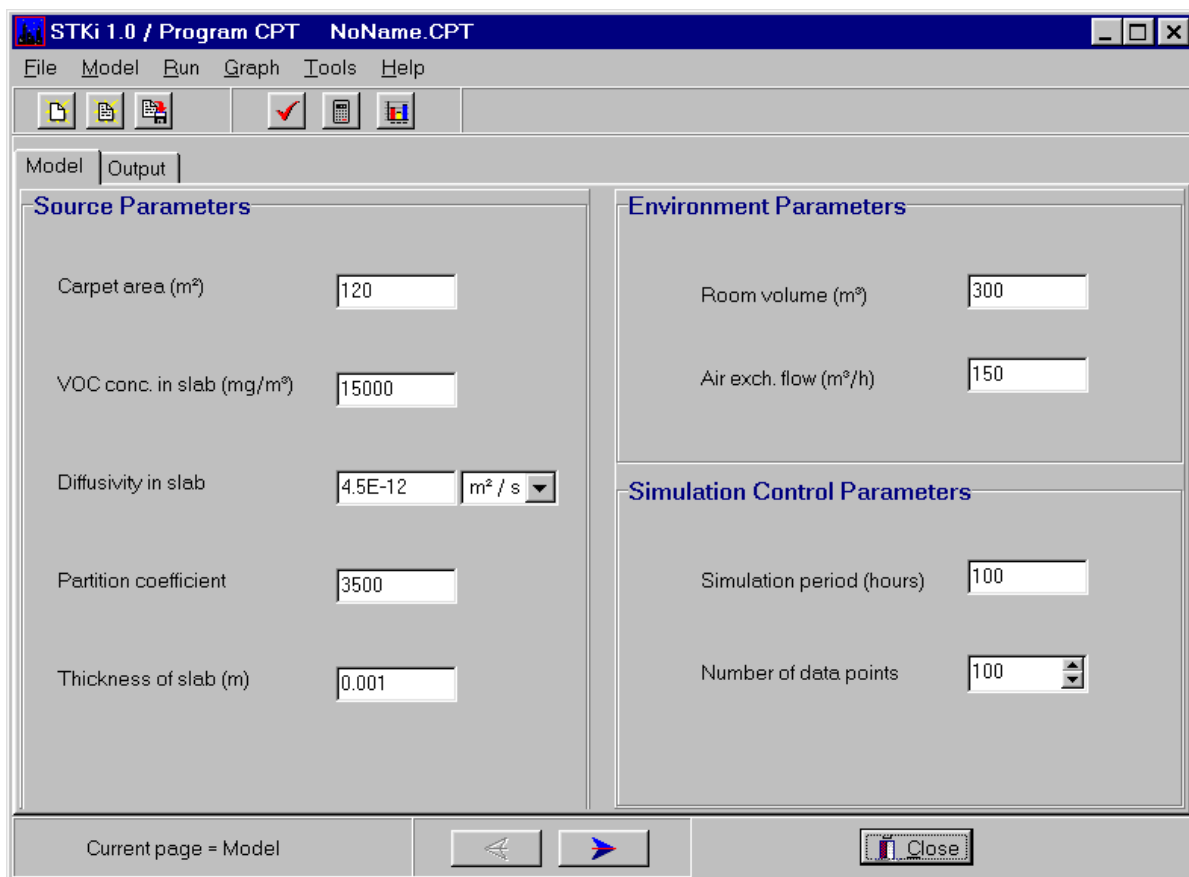 STKi 1.0 / Program CPT NoName.CPT
File Model Run Graph Tools Help
Model Output
Source Parameters
Carpet area (m²) 120
VOC conc. in slab (mg/m³) 15000
Diffusivity in slab 4.5E-12 m² / s
Partition coefficient 3500
Thickness of slab (m) 0.001
Environment Parameters
Room volume (m³) 300
Air exch. flow (m³/h) 150
Simulation Control Parameters
Simulation period (hours) 100
Number of data points 100
Current page = Model
Close